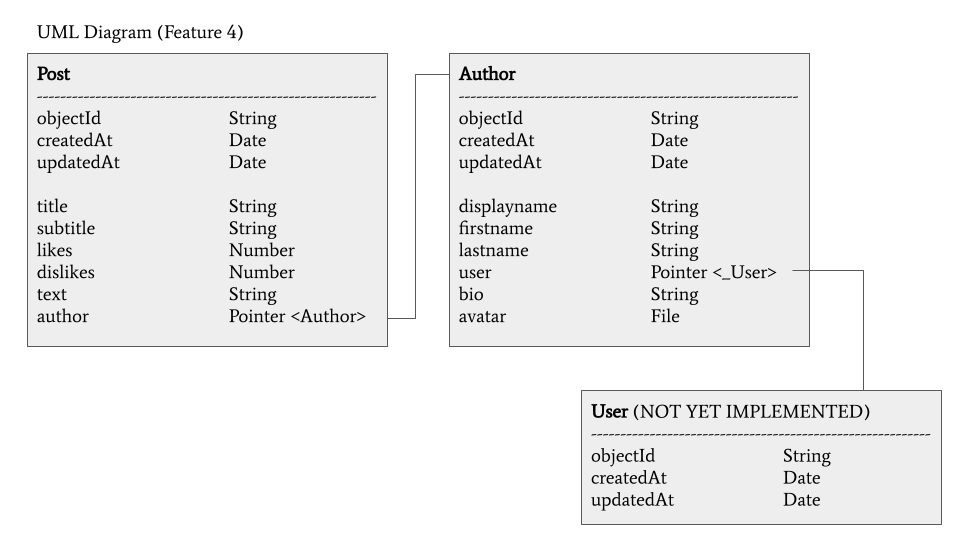 UML Diagram (Feature 4)
Post
objectId String
createdAt Date
updatedAt Date
title String
subtitle String
likes Number
dislikes Number
text String
author Pointer <Author>
Author
objectId String
createdAt Date
updatedAt Date
displayname String
firstname String
lastname String
user Pointer <_User>
bio String
avatar File
User (NOT YET IMPLEMENTED)
objectId String
createdAt Date
updatedAt Date